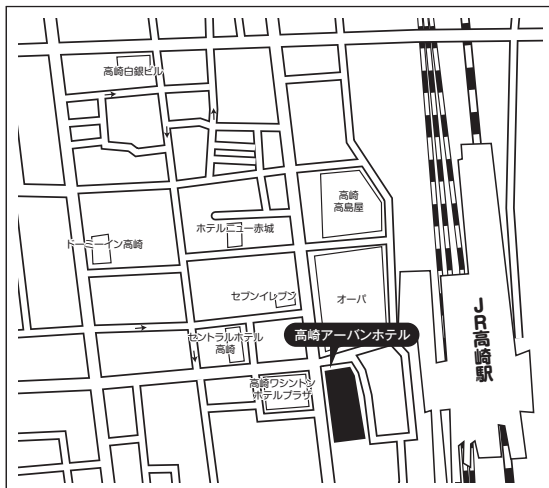 高崎白銀ビル
高崎
高島屋
ホテルニュー赤城
ドーミーイン高崎
セブンイレブン
オーパ
高崎アーバンホテル
セントラルホテル
高崎
高崎ワシントン
ホテルプラザ
JR高崎駅